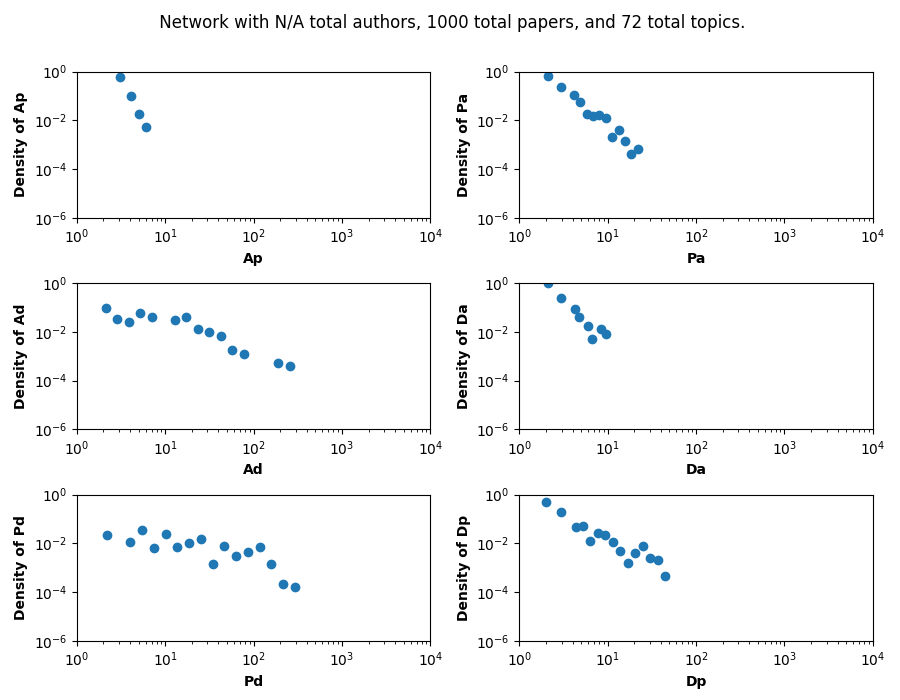 Network with N/A total authors, 1000 total papers, and 72 total topics.
Density of Ap
10^0
10^-2
10^-4
10^-6
10^0 10^1 10^2 10^3 10^4
Ap
Density of Pa
10^0
10^-2
10^-4
10^-6
10^0 10^1 10^2 10^3 10^4
Pa
Density of Ad
10^0
10^-2
10^-4
10^-6
10^0 10^1 10^2 10^3 10^4
Ad
Density of Da
10^0
10^-2
10^-4
10^-6
10^0 10^1 10^2 10^3 10^4
Da
Density of Pd
10^0
10^-2
10^-4
10^-6
10^0 10^1 10^2 10^3 10^4
Pd
Density of Dp
10^0
10^-2
10^-4
10^-6
10^0 10^1 10^2 10^3 10^4
Dp